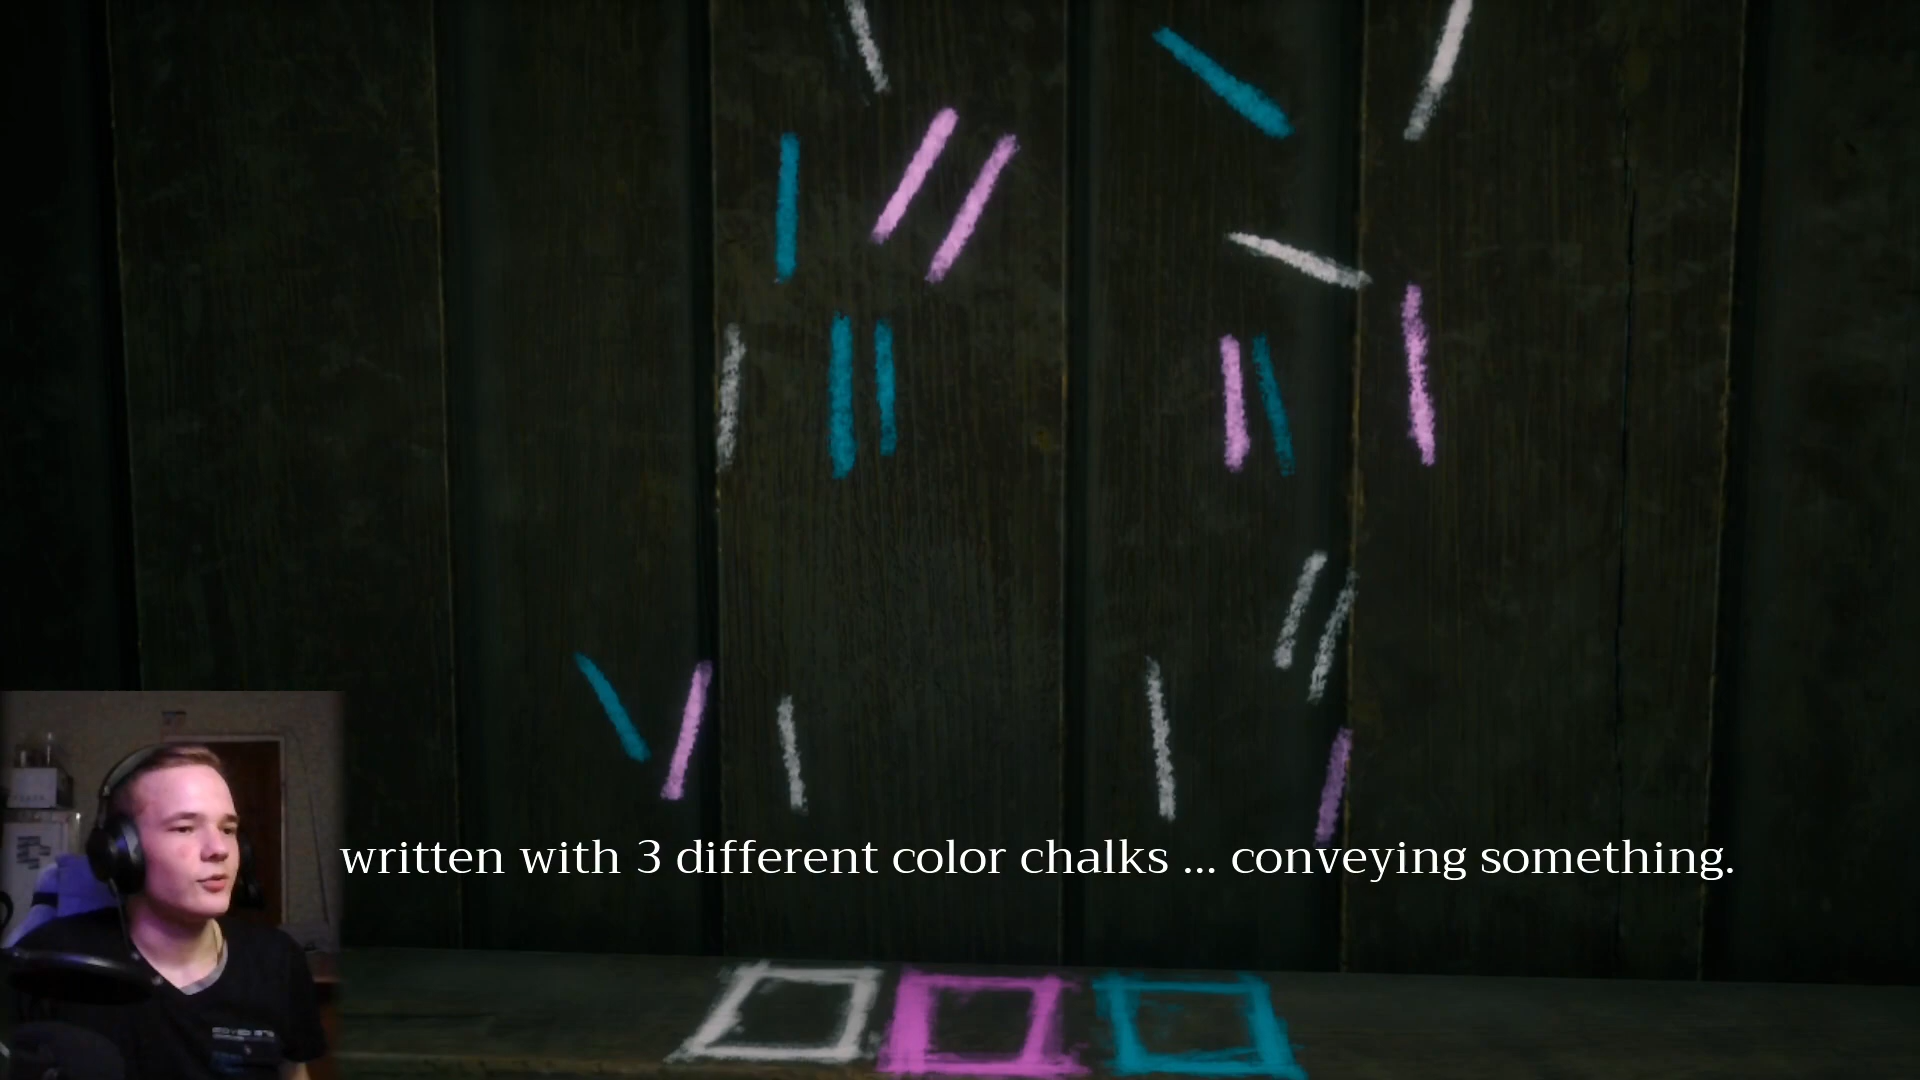 written with 3 different color chalks ... conveying something.